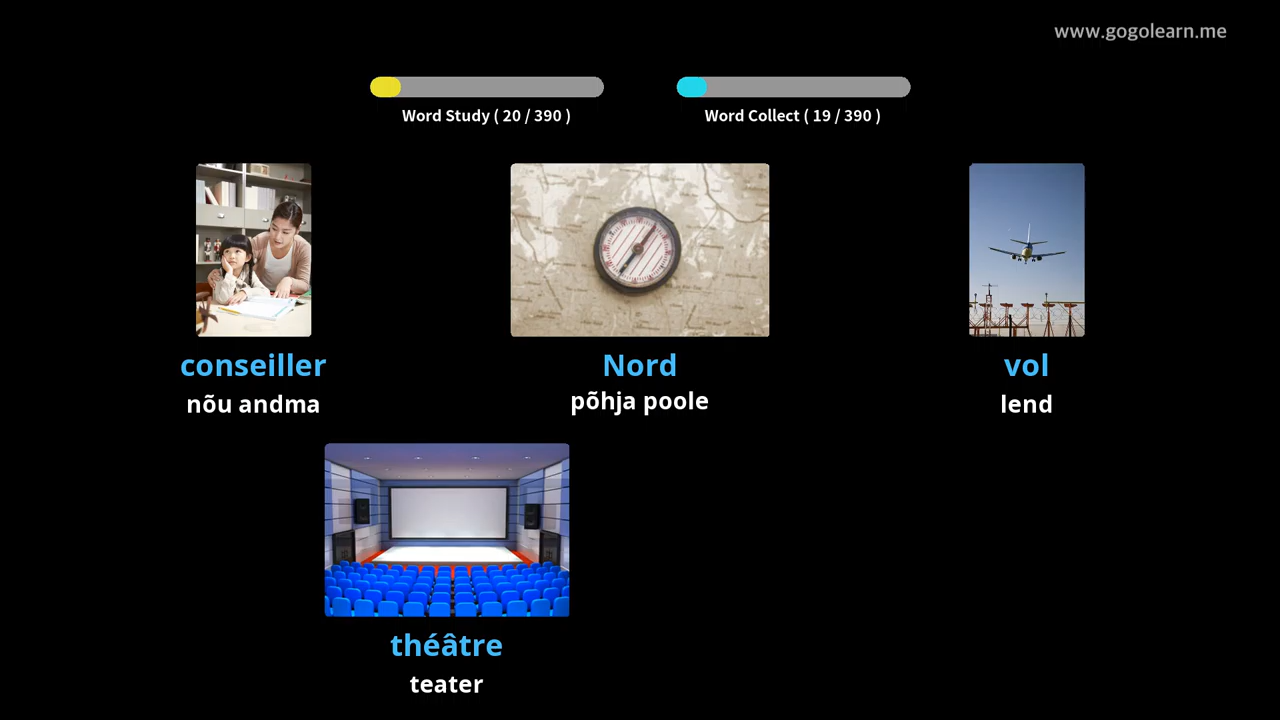 www.gogolearn.me
Word Study ( 20 / 390 )
Word Collect ( 19 / 390 )
conseiller
nõu andma
Nord
põhja poole
vol
lend
théâtre
teater